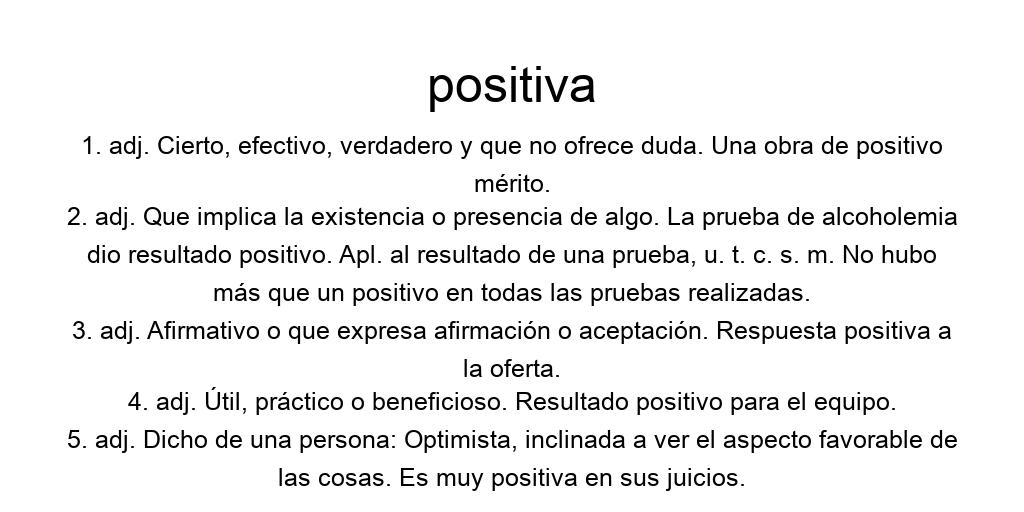 positiva
1. adj. Cierto, efectivo, verdadero y que no ofrece duda. Una obra de positivo
mérito.
2. adj. Que implica la existencia o presencia de algo. La prueba de alcoholemia
dio resultado positivo. Apl. al resultado de una prueba, u. t. c. s. m. No hubo
más que un positivo en todas las pruebas realizadas.
3. adj. Afirmativo o que expresa afirmación o aceptación. Respuesta positiva a
la oferta.
4. adj. Útil, práctico o beneficioso. Resultado positivo para el equipo.
5. adj. Dicho de una persona: Optimista, inclinada a ver el aspecto favorable de
las cosas. Es muy positiva en sus juicios.